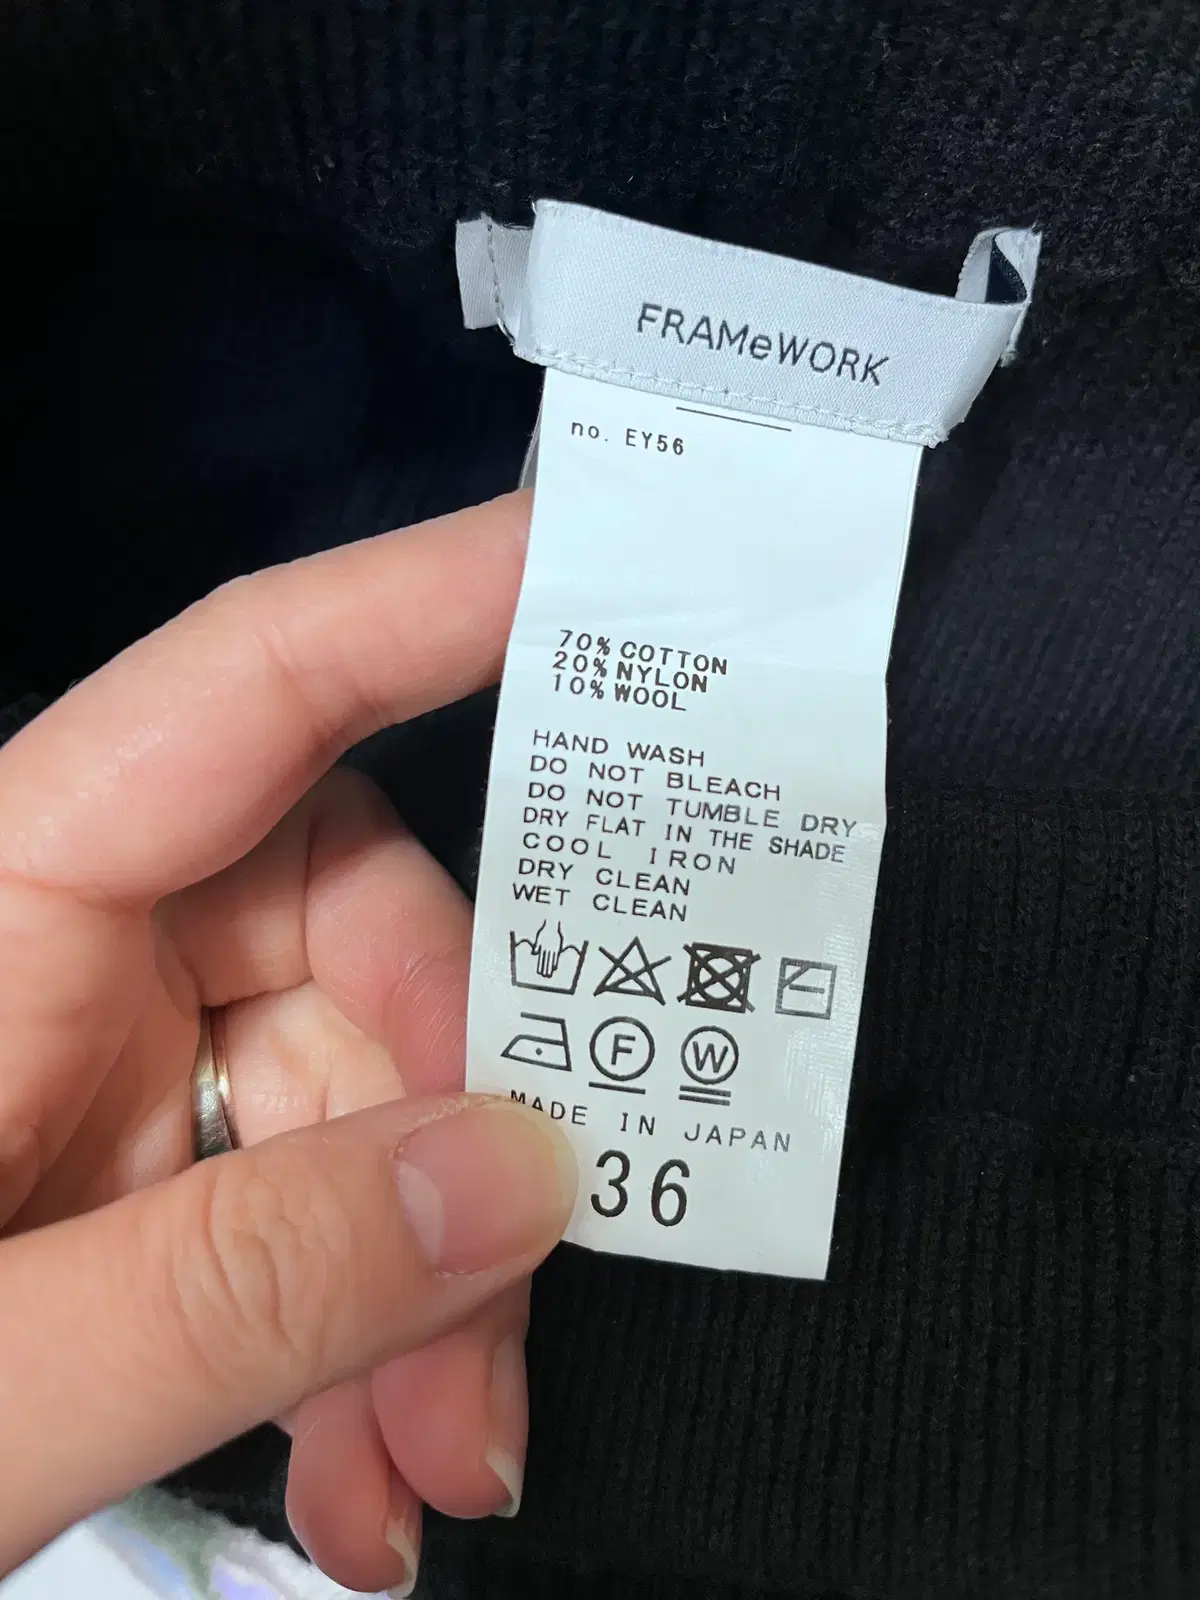 FRAMeWORK
no. EY56
70% COTTON
20% NYLON
10% WOOL
HAND WASH
DO NOT BLEACH
DO NOT TUMBLE DRY
DRY FLAT IN THE SHADE
COOL IRON
DRY CLEAN
WET CLEAN
F W
MADE IN JAPAN
36